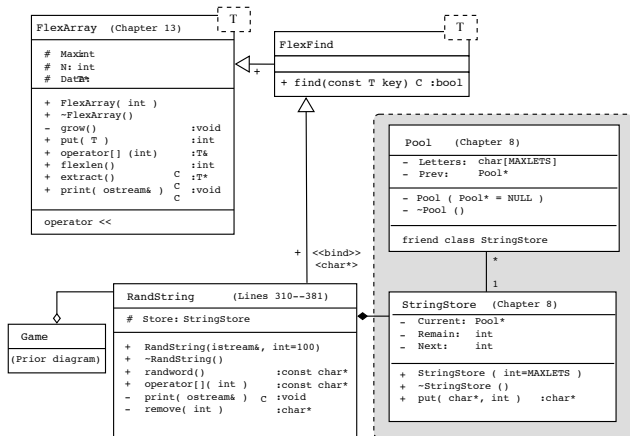 FlexArray (Chapter 13)
T
# Max: int
# N: int
# Data: T*
+ FlexArray( int )
+ ~FlexArray()
- grow() :void
+ put( T ) :int
+ operator[] (int) :T&
+ flexlen() C :int
+ extract() :T*
+ print( ostream& ) C :void
C
operator <<
T
FlexFind
+ find(const T key) C :bool
+
+ <<bind>>
<char*>
Pool (Chapter 8)
- Letters: char[MAXLETS]
- Prev: Pool*
- Pool ( Pool* = NULL )
- ~Pool ()
friend class StringStore
*
1
StringStore (Chapter 8)
- Current: Pool*
- Remain: int
- Next: int
+ StringStore ( int=MAXLETS )
+ ~StringStore ()
+ put( char*, int ) :char*
RandString (Lines 310--381)
# Store: StringStore
+ RandString(istream&, int=100)
+ ~RandString()
+ randword() :const char*
+ operator[]( int ) :const char*
- print( ostream& ) C :void
- remove( int ) :char*
Game
(Prior diagram)